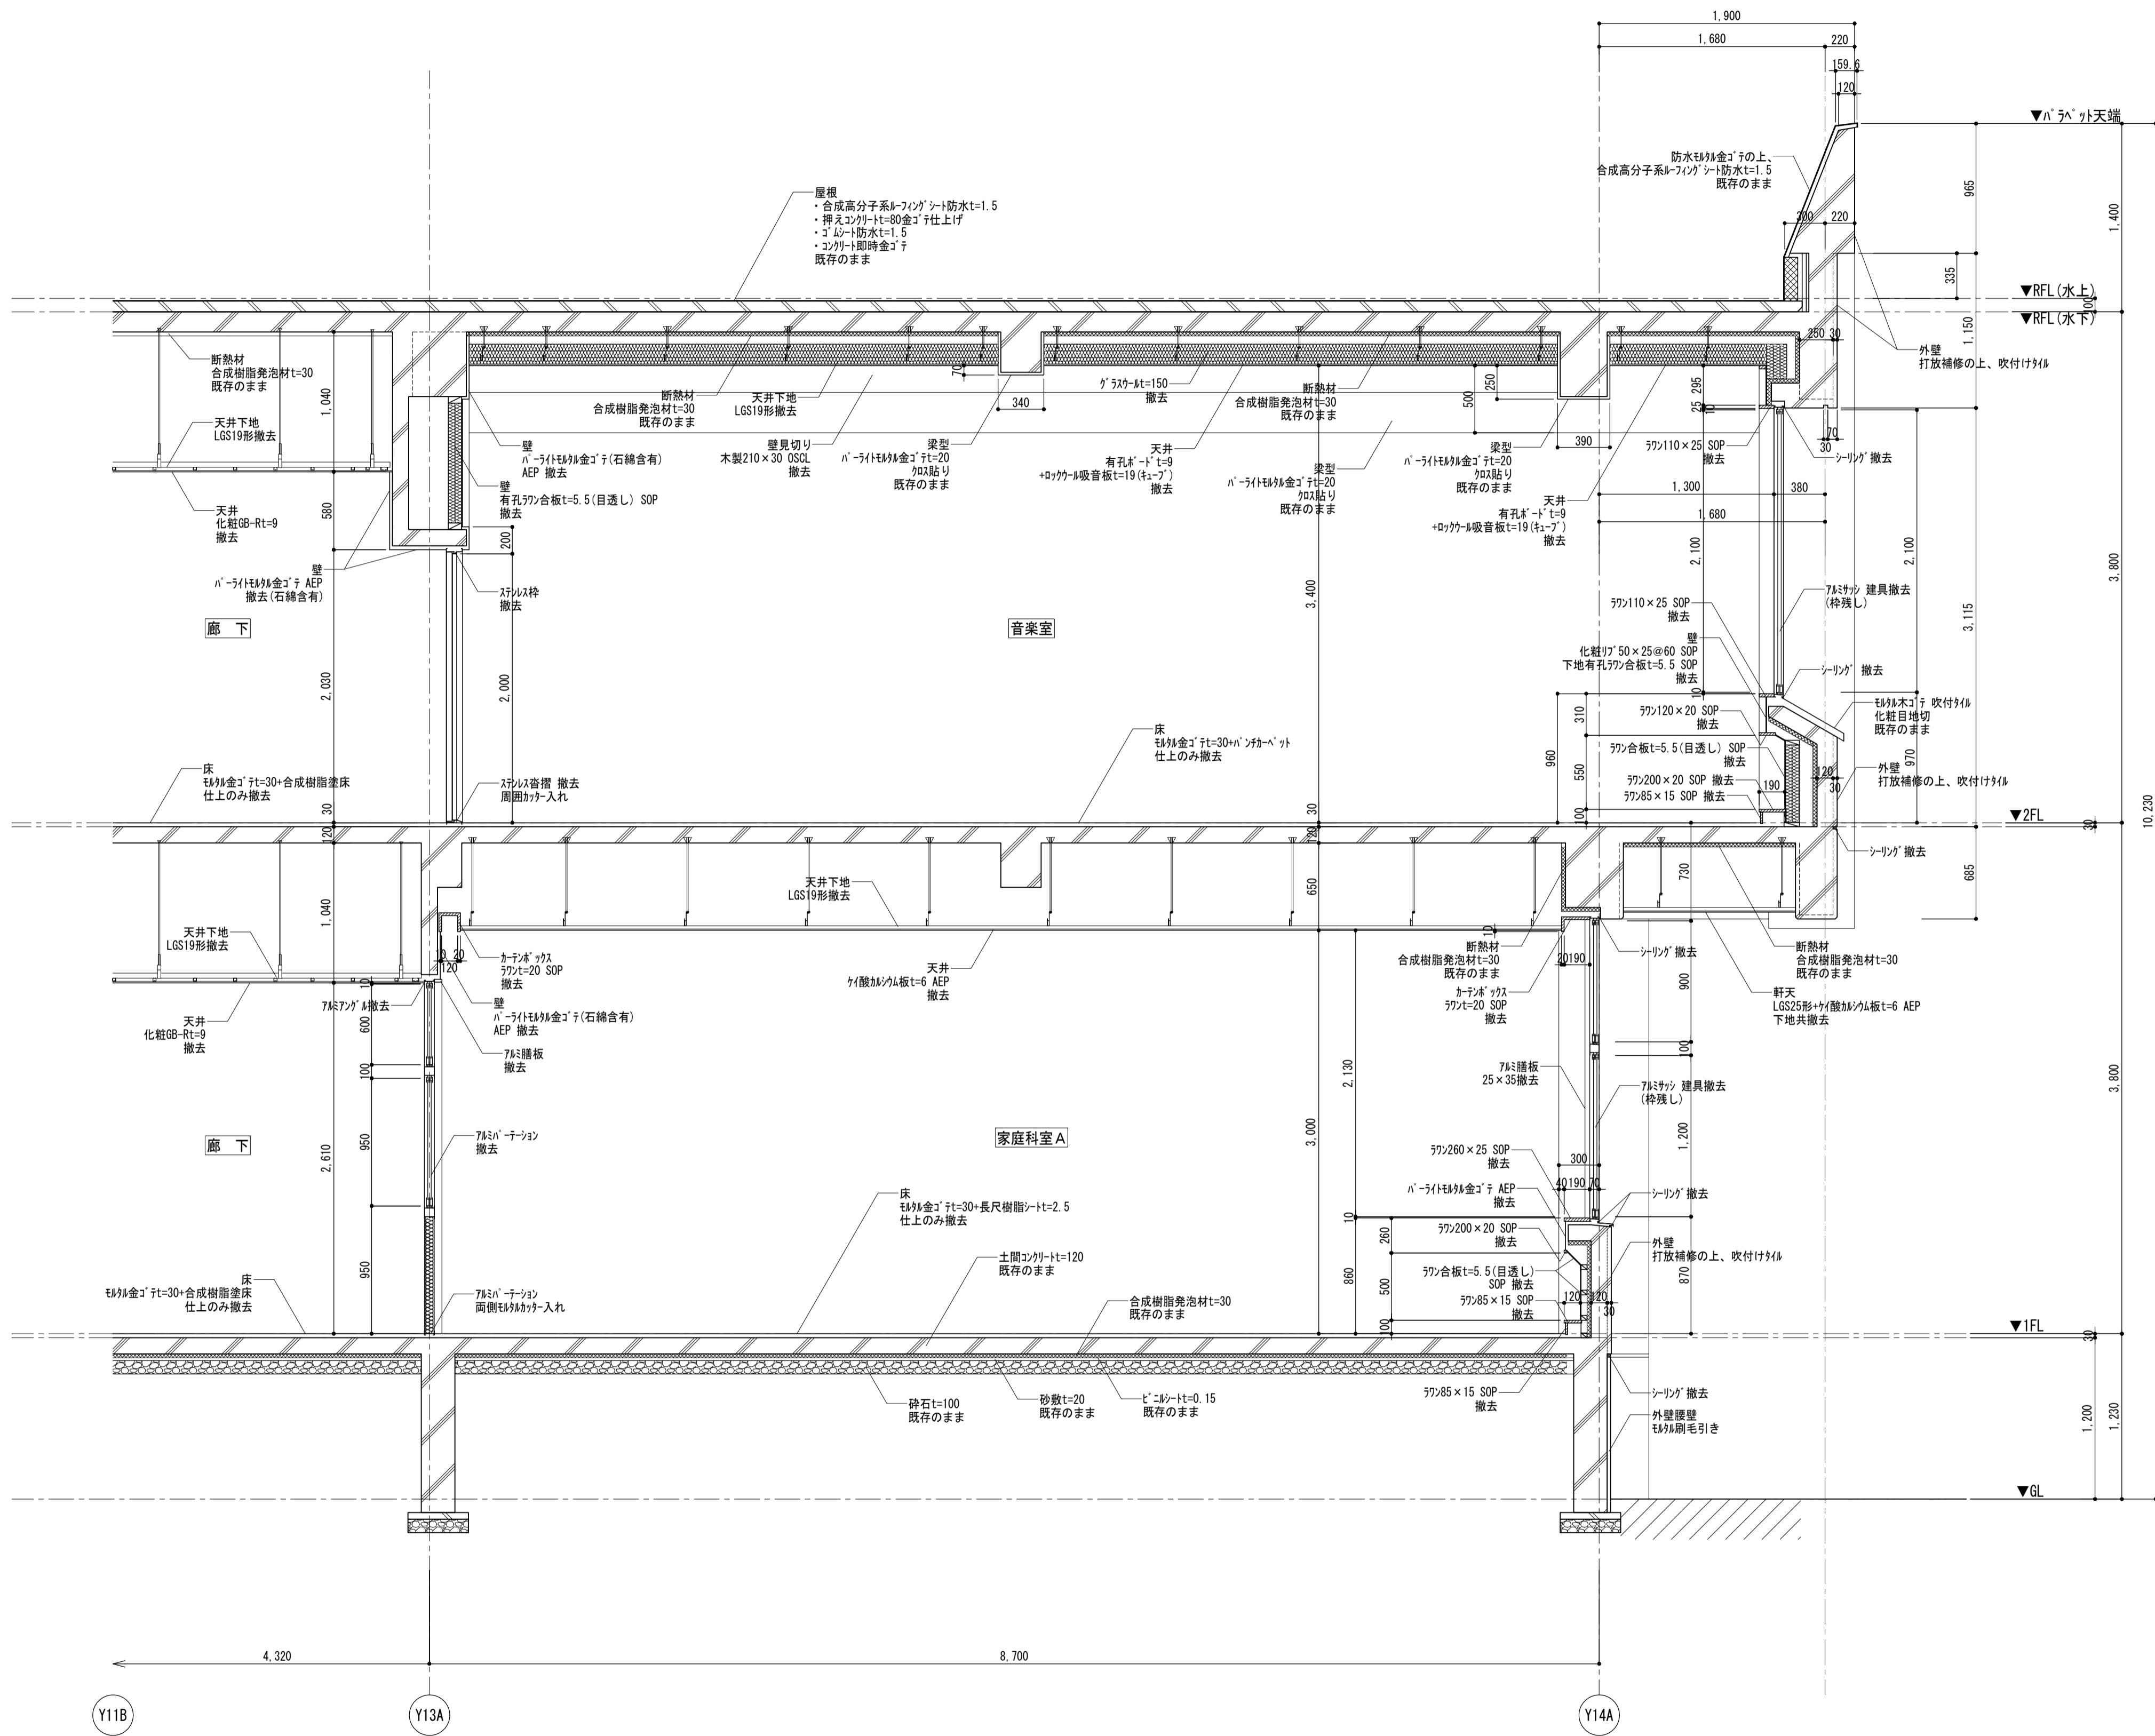 1,900
1,680
220
159.6
120
▼ﾊﾟﾗﾍﾟｯﾄ天端
防水ﾓﾙﾀﾙ金ｺﾞﾃの上、
合成高分子系ﾙｰﾌｨﾝｸﾞｼｰﾄ防水t=1.5
既存のまま
965
1,400
300
220
335
屋根
・合成高分子系ﾙｰﾌｨﾝｸﾞｼｰﾄ防水t=1.5
・押えｺﾝｸﾘｰﾄt=80金ｺﾞﾃ仕上げ
・ｺﾞﾑｼｰﾄ防水t=1.5
・ｺﾝｸﾘｰﾄ即時金ｺﾞﾃ
既存のまま
▼RFL(水上)
100
▼RFL(水下)
1,150
250
30
外壁
打放補修の上、吹付けﾀｲﾙ
断熱材
合成樹脂発泡材t=30
既存のまま
1,040
天井下地
LGS19形撤去
断熱材
合成樹脂発泡材t=30
既存のまま
天井下地
LGS19形撤去
70
340
ｸﾞﾗｽｳｰﾙt=150
撤去
断熱材
合成樹脂発泡材t=30
既存のまま
500
250
390
295
25
10
70
30
壁
ﾊﾟｰﾗｲﾄﾓﾙﾀﾙ金ｺﾞﾃ(石綿含有)
AEP 撤去
壁見切り
木製210×30 OSCL
撤去
梁型
ﾊﾟｰﾗｲﾄﾓﾙﾀﾙ金ｺﾞﾃt=20
ｸﾛｽ貼り
既存のまま
天井
有孔ﾎﾞｰﾄﾞt=9
+ﾛｯｸｳｰﾙ吸音板t=19(ｷｭｰﾌﾞ)
撤去
梁型
ﾊﾟｰﾗｲﾄﾓﾙﾀﾙ金ｺﾞﾃt=20
ｸﾛｽ貼り
既存のまま
梁型
ﾊﾟｰﾗｲﾄﾓﾙﾀﾙ金ｺﾞﾃt=20
ｸﾛｽ貼り
既存のまま
天井
有孔ﾎﾞｰﾄﾞt=9
+ﾛｯｸｳｰﾙ吸音板t=19(ｷｭｰﾌﾞ)
撤去
ﾗﾜﾝ110×25 SOP
撤去
ｼｰﾘﾝｸﾞ撤去
1,300
380
1,680
壁
有孔ﾗﾜﾝ合板t=5.5(目透し) SOP
撤去
天井
化粧GB-Rt=9
撤去
580
200
壁
ﾊﾟｰﾗｲﾄﾓﾙﾀﾙ金ｺﾞﾃ AEP
撤去(石綿含有)
ｽﾃﾝﾚｽ枠
撤去
廊　下
音楽室
3,400
2,030
2,000
2,100
2,100
3,115
3,800
ｱﾙﾐｻｯｼ 建具撤去
(枠残し)
ﾗﾜﾝ110×25 SOP
撤去
壁
化粧ﾘﾌﾞ50×25@60 SOP
下地有孔ﾗﾜﾝ合板t=5.5 SOP
撤去
ｼｰﾘﾝｸﾞ 撤去
10
ﾗﾜﾝ120×20 SOP
撤去
ﾓﾙﾀﾙ木ｺﾞﾃ 吹付ﾀｲﾙ
化粧目地切
既存のまま
ﾗﾜﾝ合板t=5.5(目透し) SOP
撤去
310
960
550
970
ﾗﾜﾝ200×20 SOP 撤去
ﾗﾜﾝ85×15 SOP 撤去
190
120
30
100
外壁
打放補修の上、吹付けﾀｲﾙ
床
ﾓﾙﾀﾙ金ｺﾞﾃt=30+合成樹脂塗床
仕上のみ撤去
ｽﾃﾝﾚｽ沓摺 撤去
周囲ｶｯﾀｰ入れ
床
ﾓﾙﾀﾙ金ｺﾞﾃt=30+ﾊﾟﾝﾁｶｰﾍﾟｯﾄ
仕上のみ撤去
30
120
30
120
▼2FL
30
10,230
ｼｰﾘﾝｸﾞ撤去
1,040
650
730
685
天井下地
LGS19形撤去
天井下地
LGS19形撤去
10
20
120
ｶｰﾃﾝﾎﾞｯｸｽ
ﾗﾜﾝt=20 SOP
撤去
天井
ｹｲ酸ｶﾙｼｳﾑ板t=6 AEP
撤去
10
断熱材
合成樹脂発泡材t=30
既存のまま
20
190
ｼｰﾘﾝｸﾞ撤去
断熱材
合成樹脂発泡材t=30
既存のまま
ｶｰﾃﾝﾎﾞｯｸｽ
ﾗﾜﾝt=20 SOP
撤去
軒天
LGS25形+ｹｲ酸ｶﾙｼｳﾑ板t=6 AEP
下地共撤去
10
ｱﾙﾐｱﾝｸﾞﾙ撤去
壁
ﾊﾟｰﾗｲﾄﾓﾙﾀﾙ金ｺﾞﾃ(石綿含有)
AEP 撤去
天井
化粧GB-Rt=9
撤去
600
100
ｱﾙﾐ膳板
撤去
900
100
2,130
ｱﾙﾐ膳板
25×35撤去
ｱﾙﾐｻｯｼ 建具撤去
(枠残し)
3,800
廊　下
2,610
950
ｱﾙﾐﾊﾟｰﾃｰｼｮﾝ
撤去
家庭科室A
3,000
1,200
ﾗﾜﾝ260×25 SOP
撤去
300
40
190
70
ﾊﾟｰﾗｲﾄﾓﾙﾀﾙ金ｺﾞﾃ AEP
撤去
ｼｰﾘﾝｸﾞ撤去
床
ﾓﾙﾀﾙ金ｺﾞﾃt=30+長尺樹脂ｼｰﾄt=2.5
仕上のみ撤去
10
260
ﾗﾜﾝ200×20 SOP
撤去
外壁
打放補修の上、吹付けﾀｲﾙ
土間ｺﾝｸﾘｰﾄt=120
既存のまま
860
500
870
ﾗﾜﾝ合板t=5.5(目透し)
SOP 撤去
950
床
ﾓﾙﾀﾙ金ｺﾞﾃt=30+合成樹脂塗床
仕上のみ撤去
ｱﾙﾐﾊﾟｰﾃｰｼｮﾝ
両側ﾓﾙﾀﾙｶｯﾀｰ入れ
合成樹脂発泡材t=30
既存のまま
ﾗﾜﾝ85×15 SOP
撤去
120
120
30
100
▼1FL
30
砕石t=100
既存のまま
砂敷t=20
既存のまま
ﾋﾞﾆﾙｼｰﾄt=0.15
既存のまま
ﾗﾜﾝ85×15 SOP
撤去
ｼｰﾘﾝｸﾞ撤去
外壁腰壁
ﾓﾙﾀﾙ刷毛引き
1,200
1,230
▼GL
4,320
8,700
Y11B
Y13A
Y14A